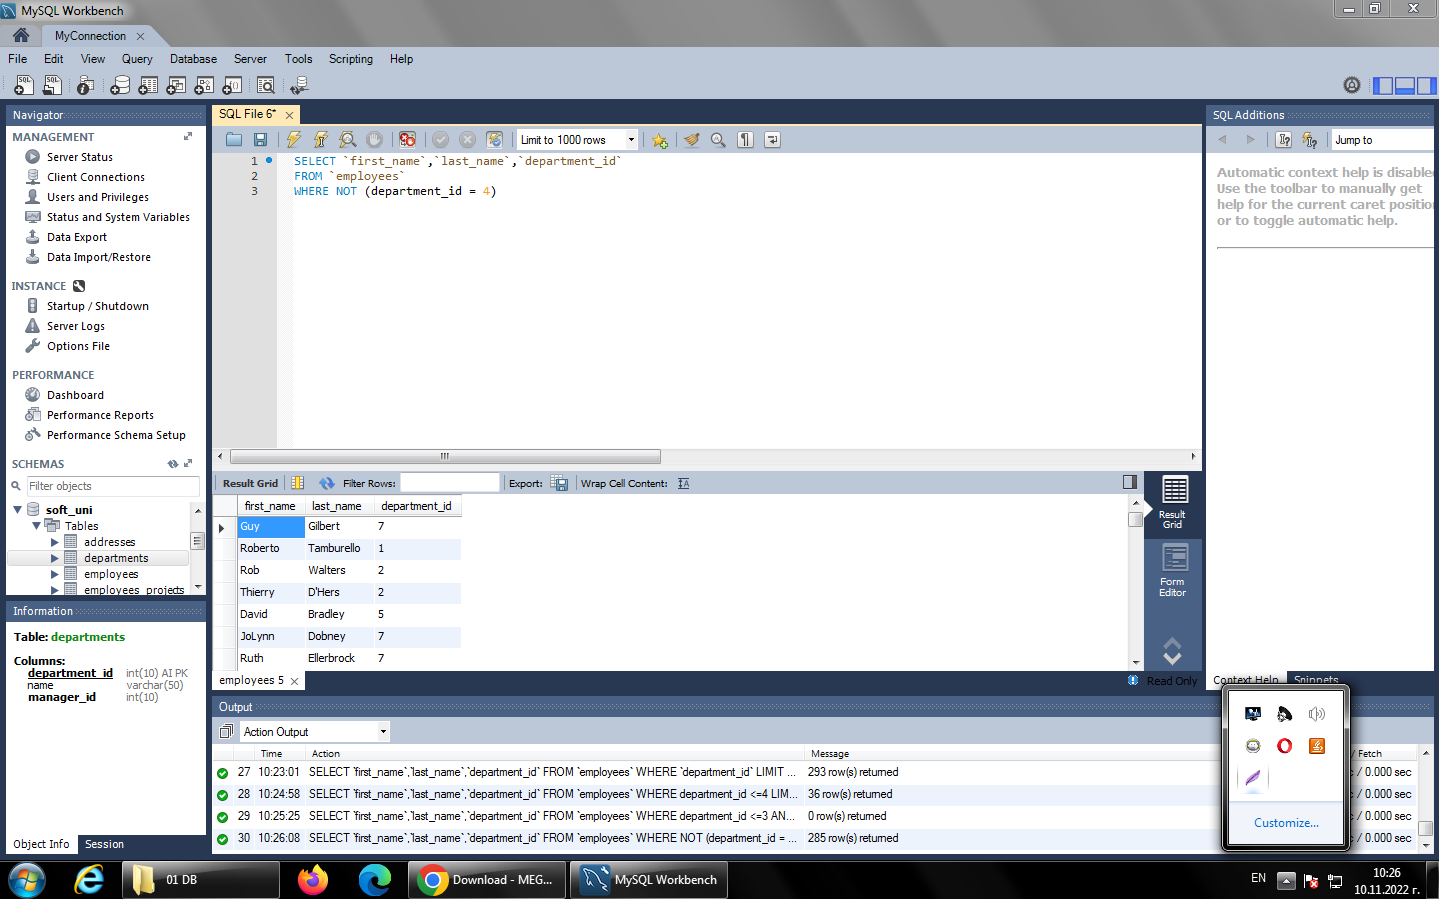 MySQL Workbench
MyConnection
File Edit View Query Database Server Tools Scripting Help
Navigator
MANAGEMENT
Server Status
Client Connections
Users and Privileges
Status and System Variables
Data Export
Data Import/Restore
INSTANCE
Startup / Shutdown
Server Logs
Options File
PERFORMANCE
Dashboard
Performance Reports
Performance Schema Setup
SCHEMAS
Filter objects
soft_uni
Tables
addresses
departments
employees
employees_projects
Information
Table: departments
Columns:
department_id int(10) AI PK
name varchar(50)
manager_id int(10)
Object Info Session
SQL File 6*
Limit to 1000 rows
1 SELECT `first_name`,`last_name`,`department_id`
2 FROM `employees`
3 WHERE NOT (department_id = 4)
Result Grid Filter Rows: Export: Wrap Cell Content:
first_name last_name department_id
Guy Gilbert 7
Roberto Tamburello 1
Rob Walters 2
Thierry D'Hers 2
David Bradley 5
JoLynn Dobney 7
Ruth Ellerbrock 7
Result Grid
Form Editor
employees 5
Read Only
SQL Additions
Jump to
Automatic context help is disabled
Use the toolbar to manually get
help for the current caret position
or to toggle automatic help.
Context Help Snippets
Output
Action Output
Time Action Message / Fetch
27 10:23:01 SELECT `first_name`,`last_name`,`department_id` FROM `employees` WHERE `department_id` LIMIT ... 293 row(s) returned / 0.000 sec
28 10:24:58 SELECT `first_name`,`last_name`,`department_id` FROM `employees` WHERE department_id <=4 LIM... 36 row(s) returned / 0.000 sec
29 10:25:25 SELECT `first_name`,`last_name`,`department_id` FROM `employees` WHERE department_id <=3 AN... 0 row(s) returned / 0.000 sec
30 10:26:08 SELECT `first_name`,`last_name`,`department_id` FROM `employees` WHERE NOT (department_id = ... 285 row(s) returned / 0.000 sec
Customize...
01 DB
Download - MEG...
MySQL Workbench
EN
10:26
10.11.2022 г.